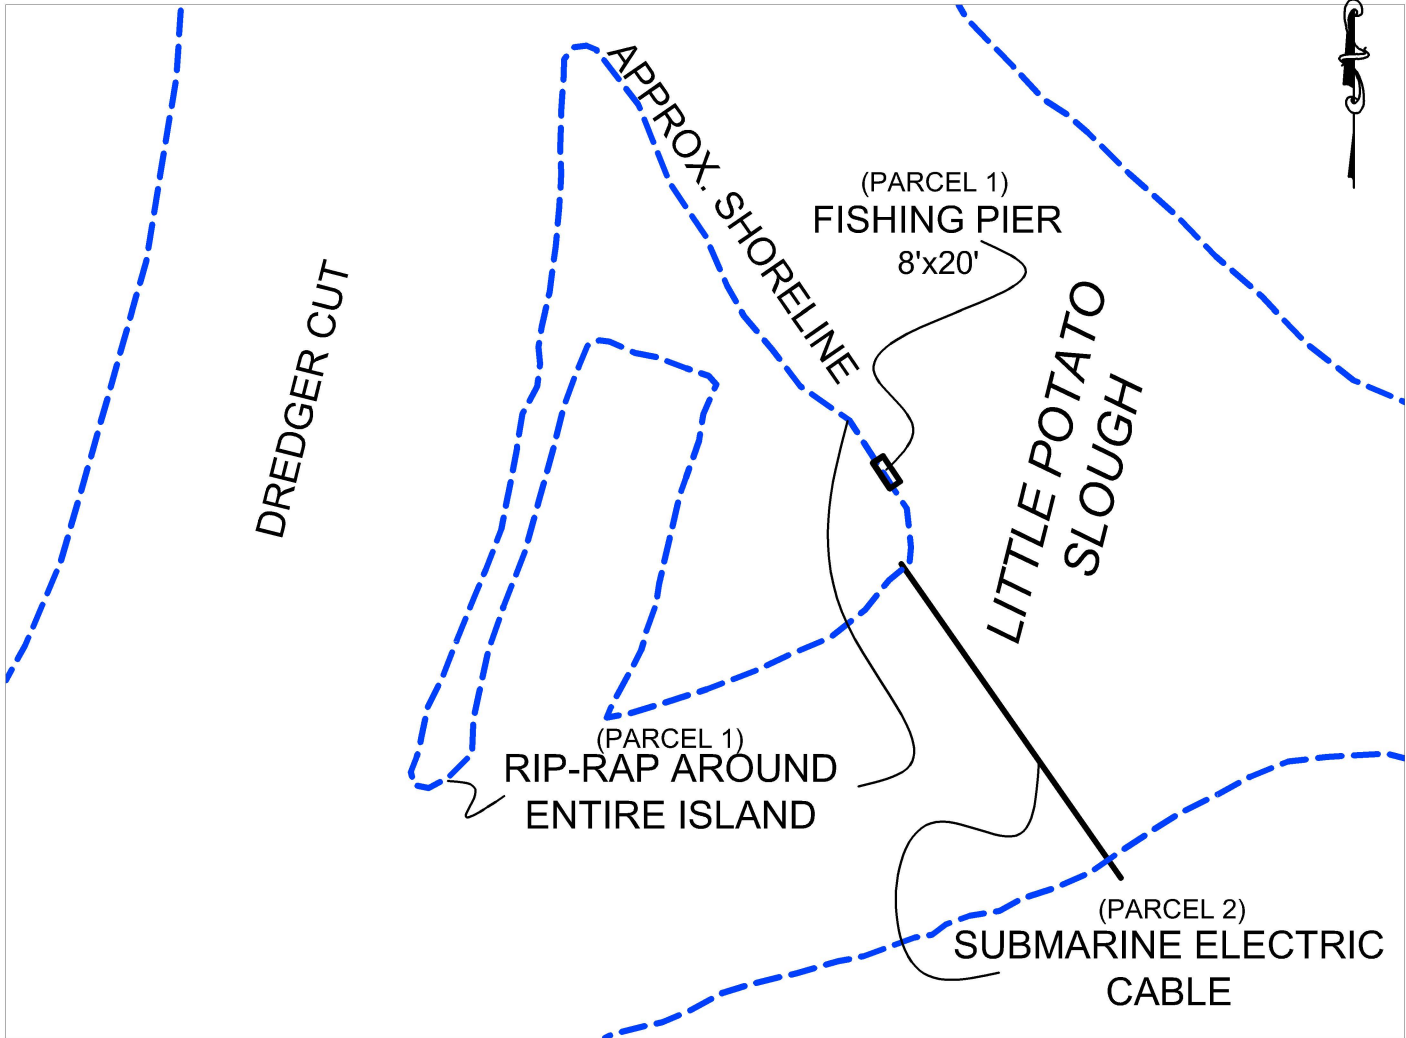 APPROX. SHORELINE
(PARCEL 1)
FISHING PIER
8'x20'
DREDGER CUT
LITTLE POTATO
SLOUGH
(PARCEL 1)
RIP-RAP AROUND
ENTIRE ISLAND
(PARCEL 2)
SUBMARINE ELECTRIC
CABLE